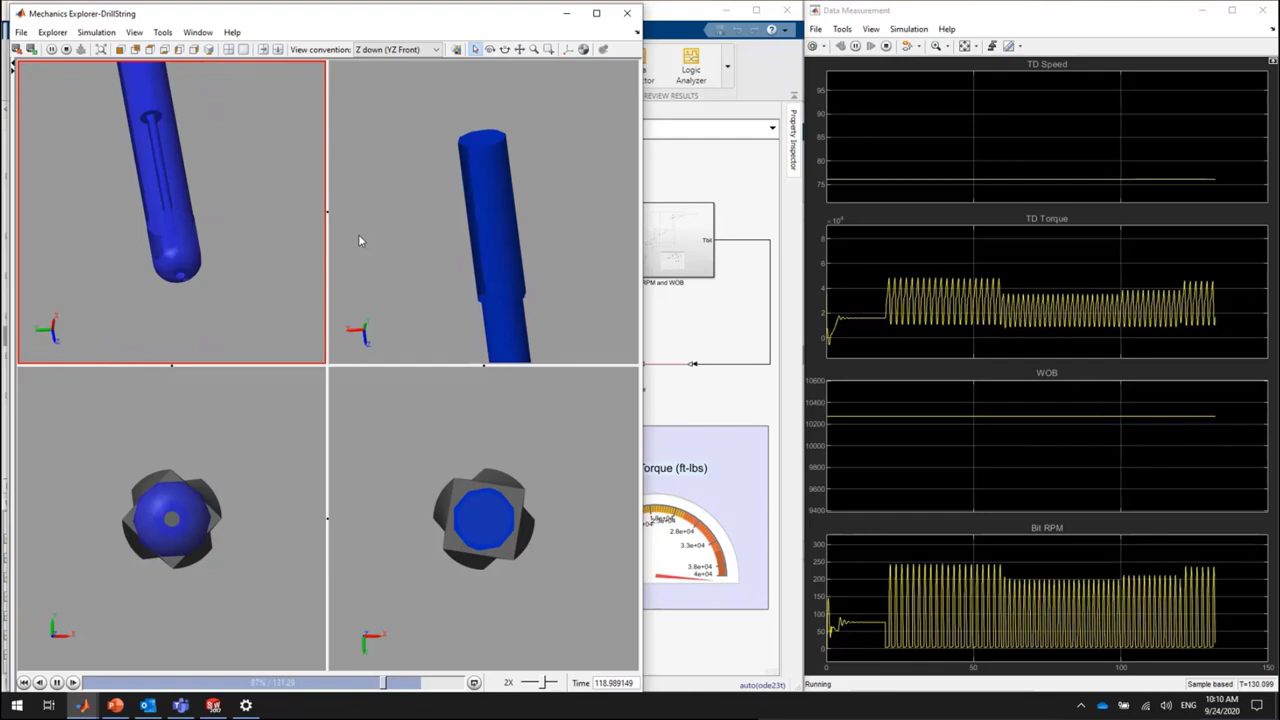 Mechanics Explorer-DrillString
File Explorer Simulation View Tools Window Help
View convention: Z down (YZ Front)
2X
Time 118.989149
87% / 131.29
Logic
Analyzer
REVIEW RESULTS
Property Inspector
Tbt
RPM and WOB
Torque (ft-lbs)
2.8e+04
3.3e+04
3.8e+04
4e+04
auto(ode23t)
Data Measurement
File Tools View Simulation Help
TD Speed
95
90
85
80
75
TD Torque
8
6
4
2
0
WOB
10600
10400
10200
10000
9800
9600
9400
Bit RPM
300
250
200
150
100
50
0
0 50 100 150
Running
Sample based T=130.099
ENG
10:10 AM
9/24/2020